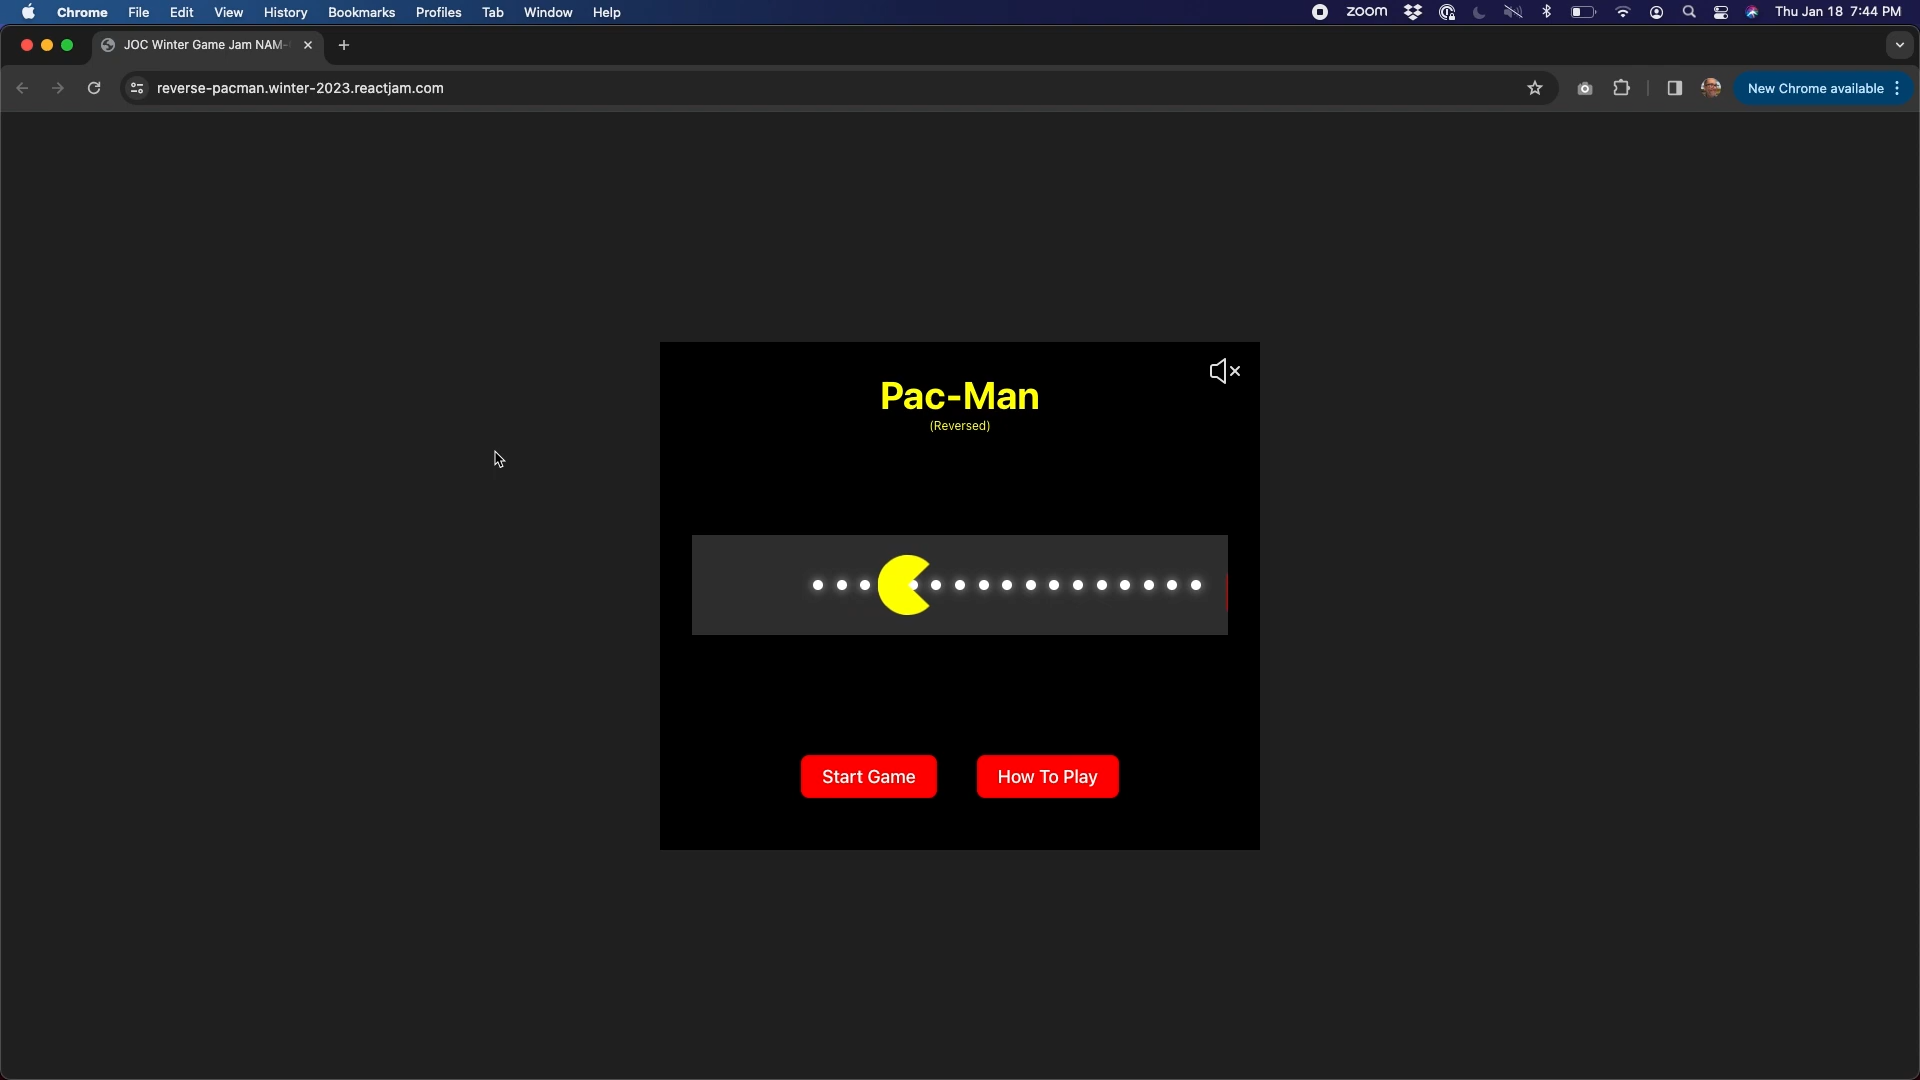 Chrome File Edit View History Bookmarks Profiles Tab Window Help zoom Thu Jan 18 7:44 PM
JOC Winter Game Jam NAM-
reverse-pacman.winter-2023.reactjam.com New Chrome available
Pac-Man
(Reversed)
Start Game How To Play